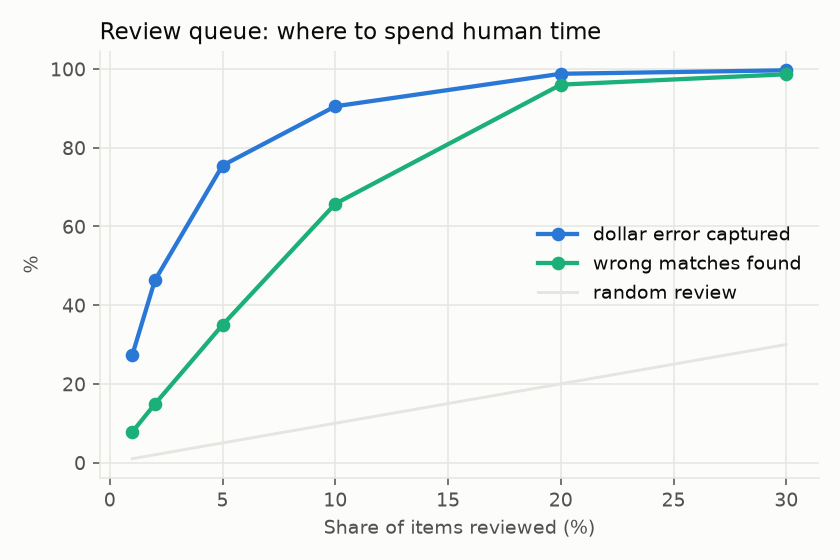 Review queue: where to spend human time
%
100
80
60
40
20
0
dollar error captured
wrong matches found
random review
0 5 10 15 20 25 30
Share of items reviewed (%)